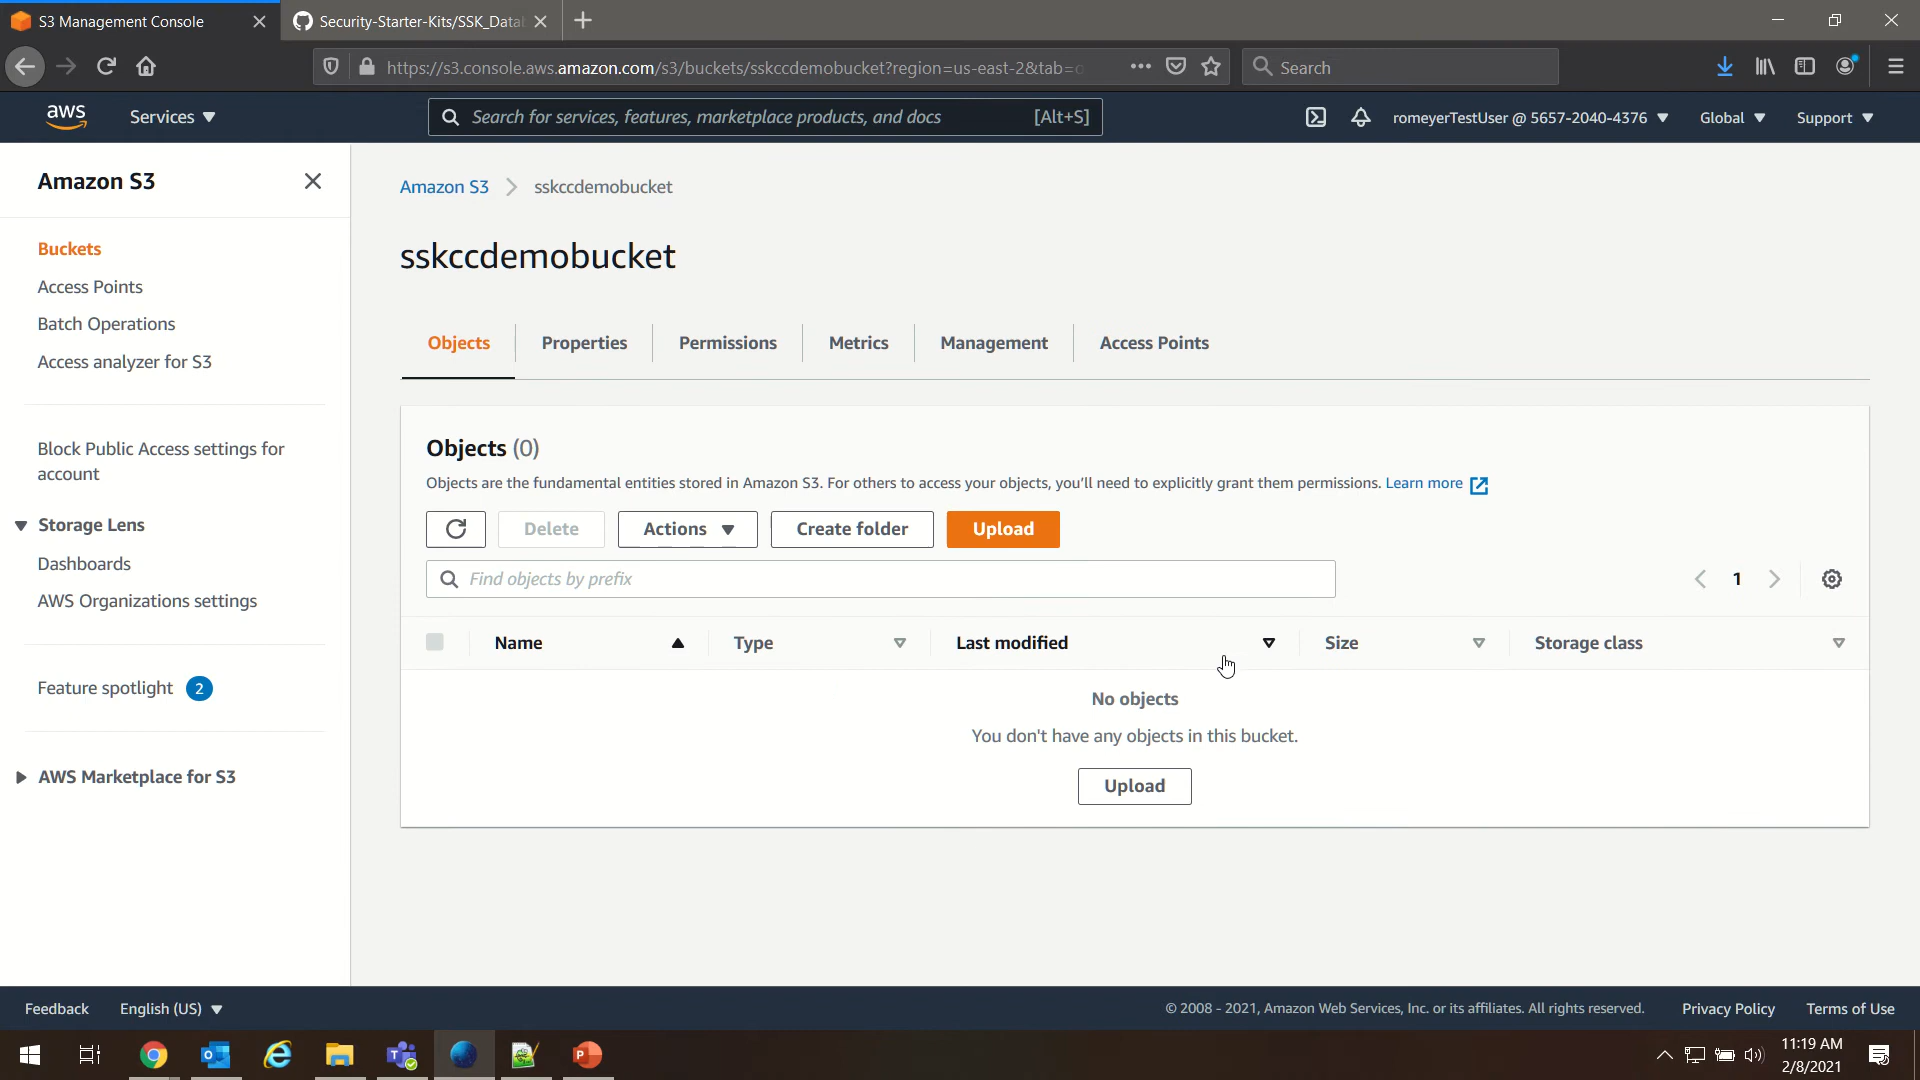 S3 Management Console
Security-Starter-Kits/SSK_Datab
https://s3.console.aws.amazon.com/s3/buckets/sskccdemobucket?region=us-east-2&tab=o
Search
aws
Services
Search for services, features, marketplace products, and docs
[Alt+S]
romeyerTestUser @ 5657-2040-4376
Global
Support
Amazon S3
Buckets
Access Points
Batch Operations
Access analyzer for S3
Block Public Access settings for
account
Storage Lens
Dashboards
AWS Organizations settings
Feature spotlight 2
AWS Marketplace for S3
Amazon S3 > sskccdemobucket
sskccdemobucket
Objects
Properties
Permissions
Metrics
Management
Access Points
Objects (0)
Objects are the fundamental entities stored in Amazon S3. For others to access your objects, you'll need to explicitly grant them permissions. Learn more
Delete
Actions
Create folder
Upload
Find objects by prefix
1
Name
Type
Last modified
Size
Storage class
No objects
You don't have any objects in this bucket.
Upload
Feedback
English (US)
© 2008 - 2021, Amazon Web Services, Inc. or its affiliates. All rights reserved.
Privacy Policy
Terms of Use
11:19 AM
2/8/2021